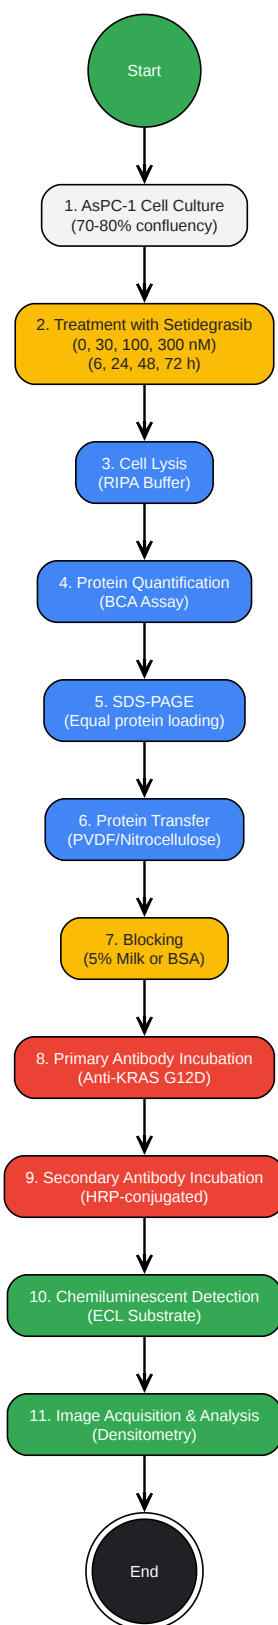 Start
1. AsPC-1 Cell Culture
(70-80% confluency)
2. Treatment with Setidegrasib
(0, 30, 100, 300 nM)
(6, 24, 48, 72 h)
3. Cell Lysis
(RIPA Buffer)
4. Protein Quantification
(BCA Assay)
5. SDS-PAGE
(Equal protein loading)
6. Protein Transfer
(PVDF/Nitrocellulose)
7. Blocking
(5% Milk or BSA)
8. Primary Antibody Incubation
(Anti-KRAS G12D)
9. Secondary Antibody Incubation
(HRP-conjugated)
10. Chemiluminescent Detection
(ECL Substrate)
11. Image Acquisition & Analysis
(Densitometry)
End